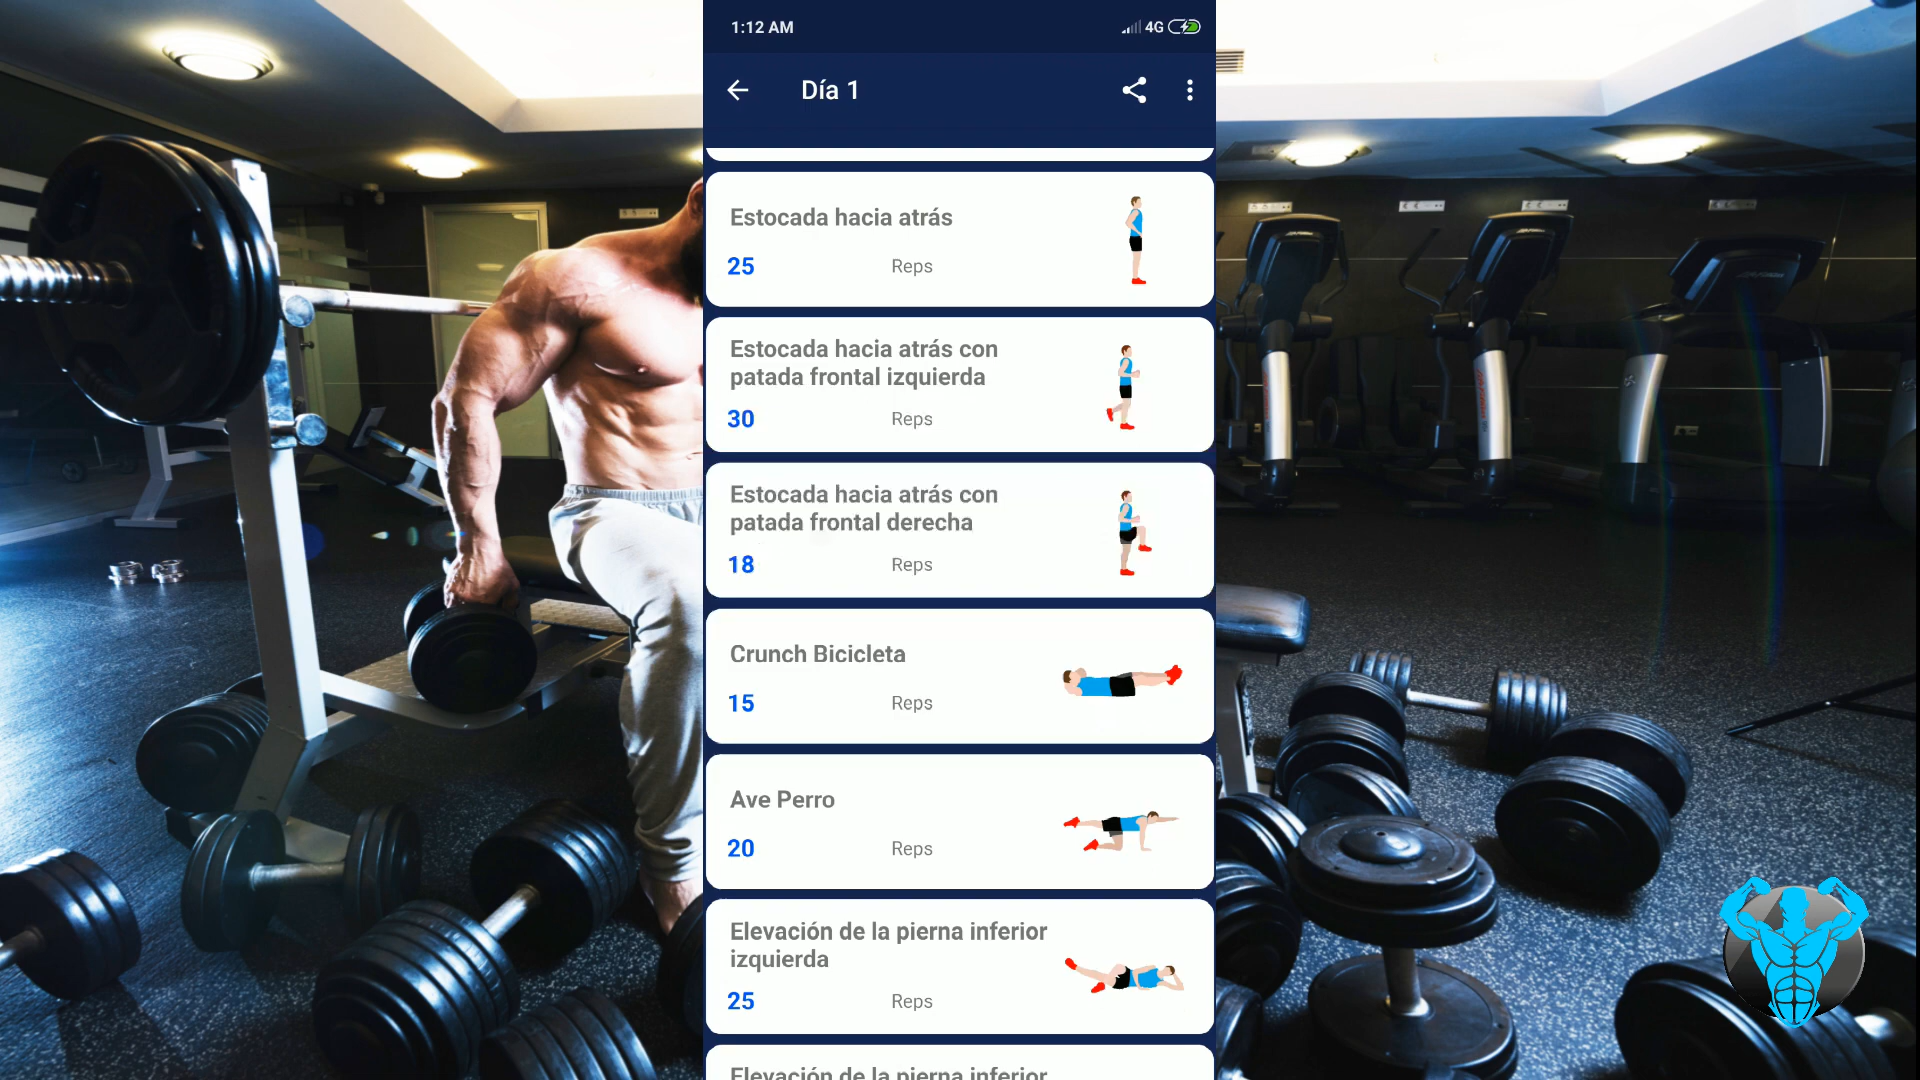 1:12 AM
4G
Día 1
Estocada hacia atrás
25 Reps
Estocada hacia atrás con
patada frontal izquierda
30 Reps
Estocada hacia atrás con
patada frontal derecha
18 Reps
Crunch Bicicleta
15 Reps
Ave Perro
20 Reps
Elevación de la pierna inferior
izquierda
25 Reps
Elevación de la pierna inferior